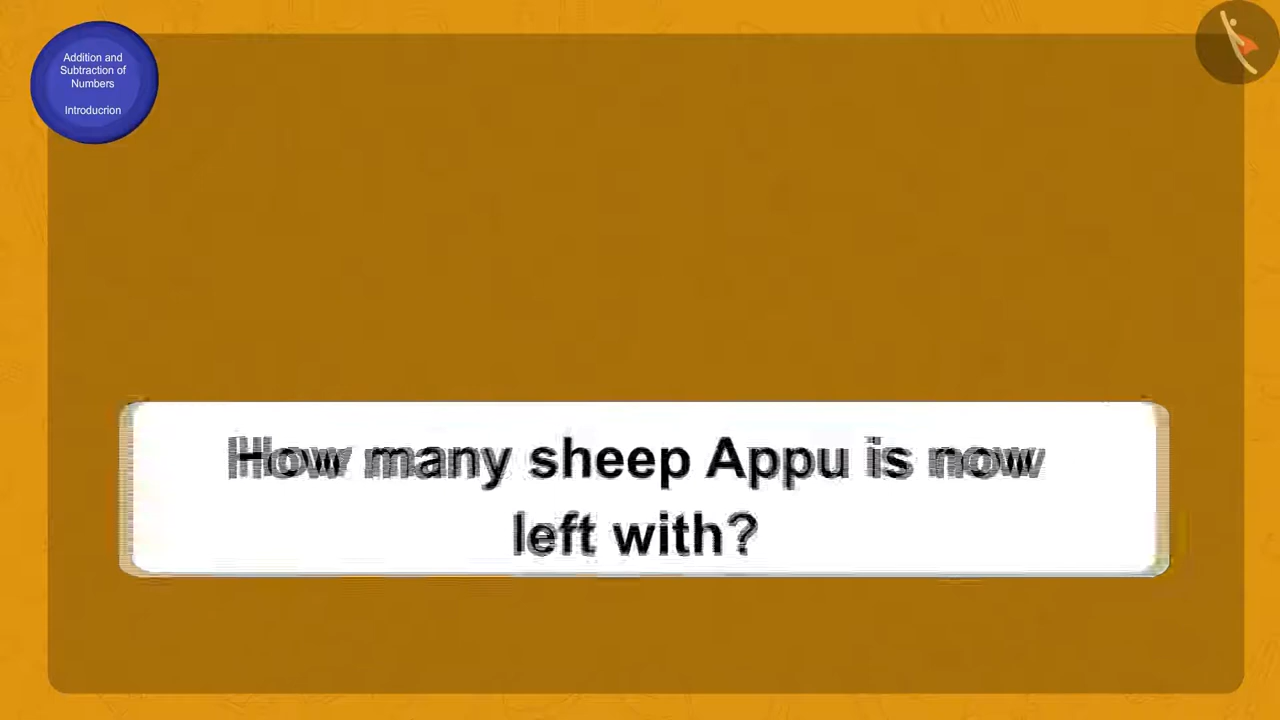 Addition and
Subtraction of
Numbers
Introducrion
How many sheep Appu is now
left with?